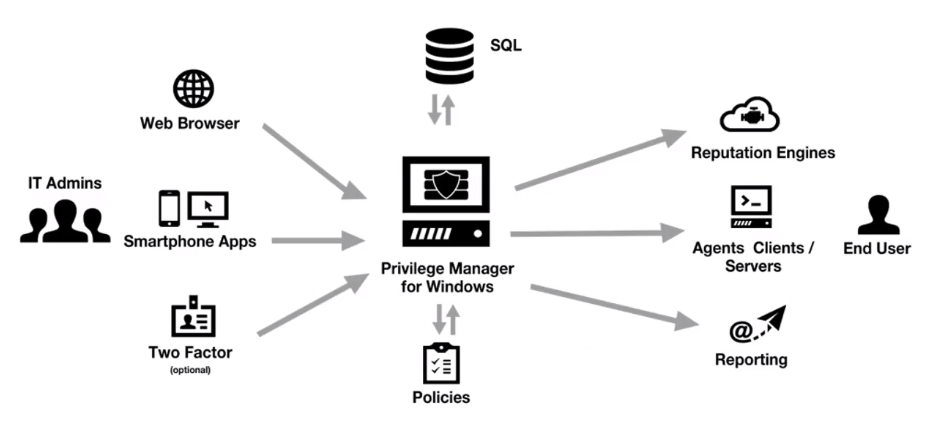 SQL
Web Browser
Reputation Engines
IT Admins
Smartphone Apps
Privilege Manager
for Windows
Agents Clients /
Servers
End User
Two Factor
(optional)
@
Reporting
Policies